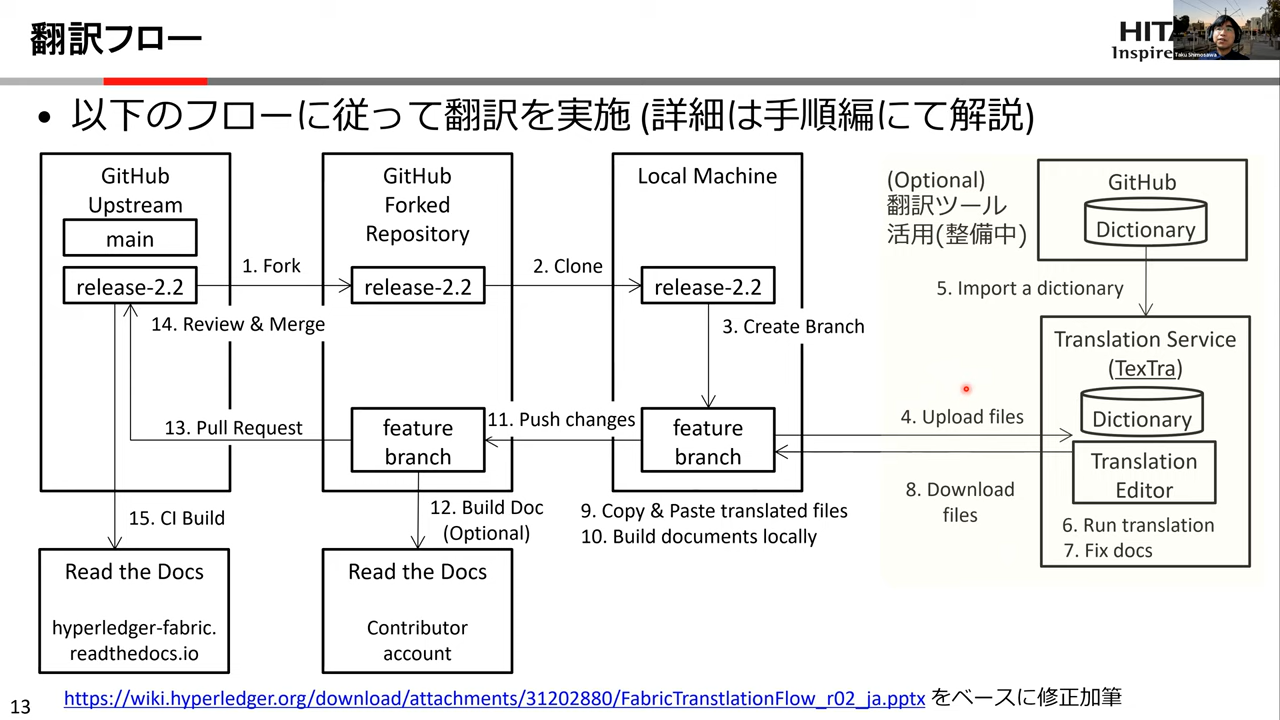 翻訳フロー
HIT
Inspire
Taku Shimosawa
• 以下のフローに従って翻訳を実施 (詳細は手順編にて解説)
GitHub
Upstream
main
release-2.2
1. Fork
14. Review & Merge
13. Pull Request
15. CI Build
Read the Docs
hyperledger-fabric.
readthedocs.io
GitHub
Forked
Repository
release-2.2
2. Clone
feature
branch
11. Push changes
12. Build Doc
(Optional)
Read the Docs
Contributor
account
Local Machine
release-2.2
3. Create Branch
feature
branch
9. Copy & Paste translated files
10. Build documents locally
(Optional)
翻訳ツール
活用(整備中)
GitHub
Dictionary
5. Import a dictionary
Translation Service
(TexTra)
Dictionary
4. Upload files
Translation
Editor
8. Download
files
6. Run translation
7. Fix docs
13
https://wiki.hyperledger.org/download/attachments/31202880/FabricTranstlationFlow_r02_ja.pptx をベースに修正加筆